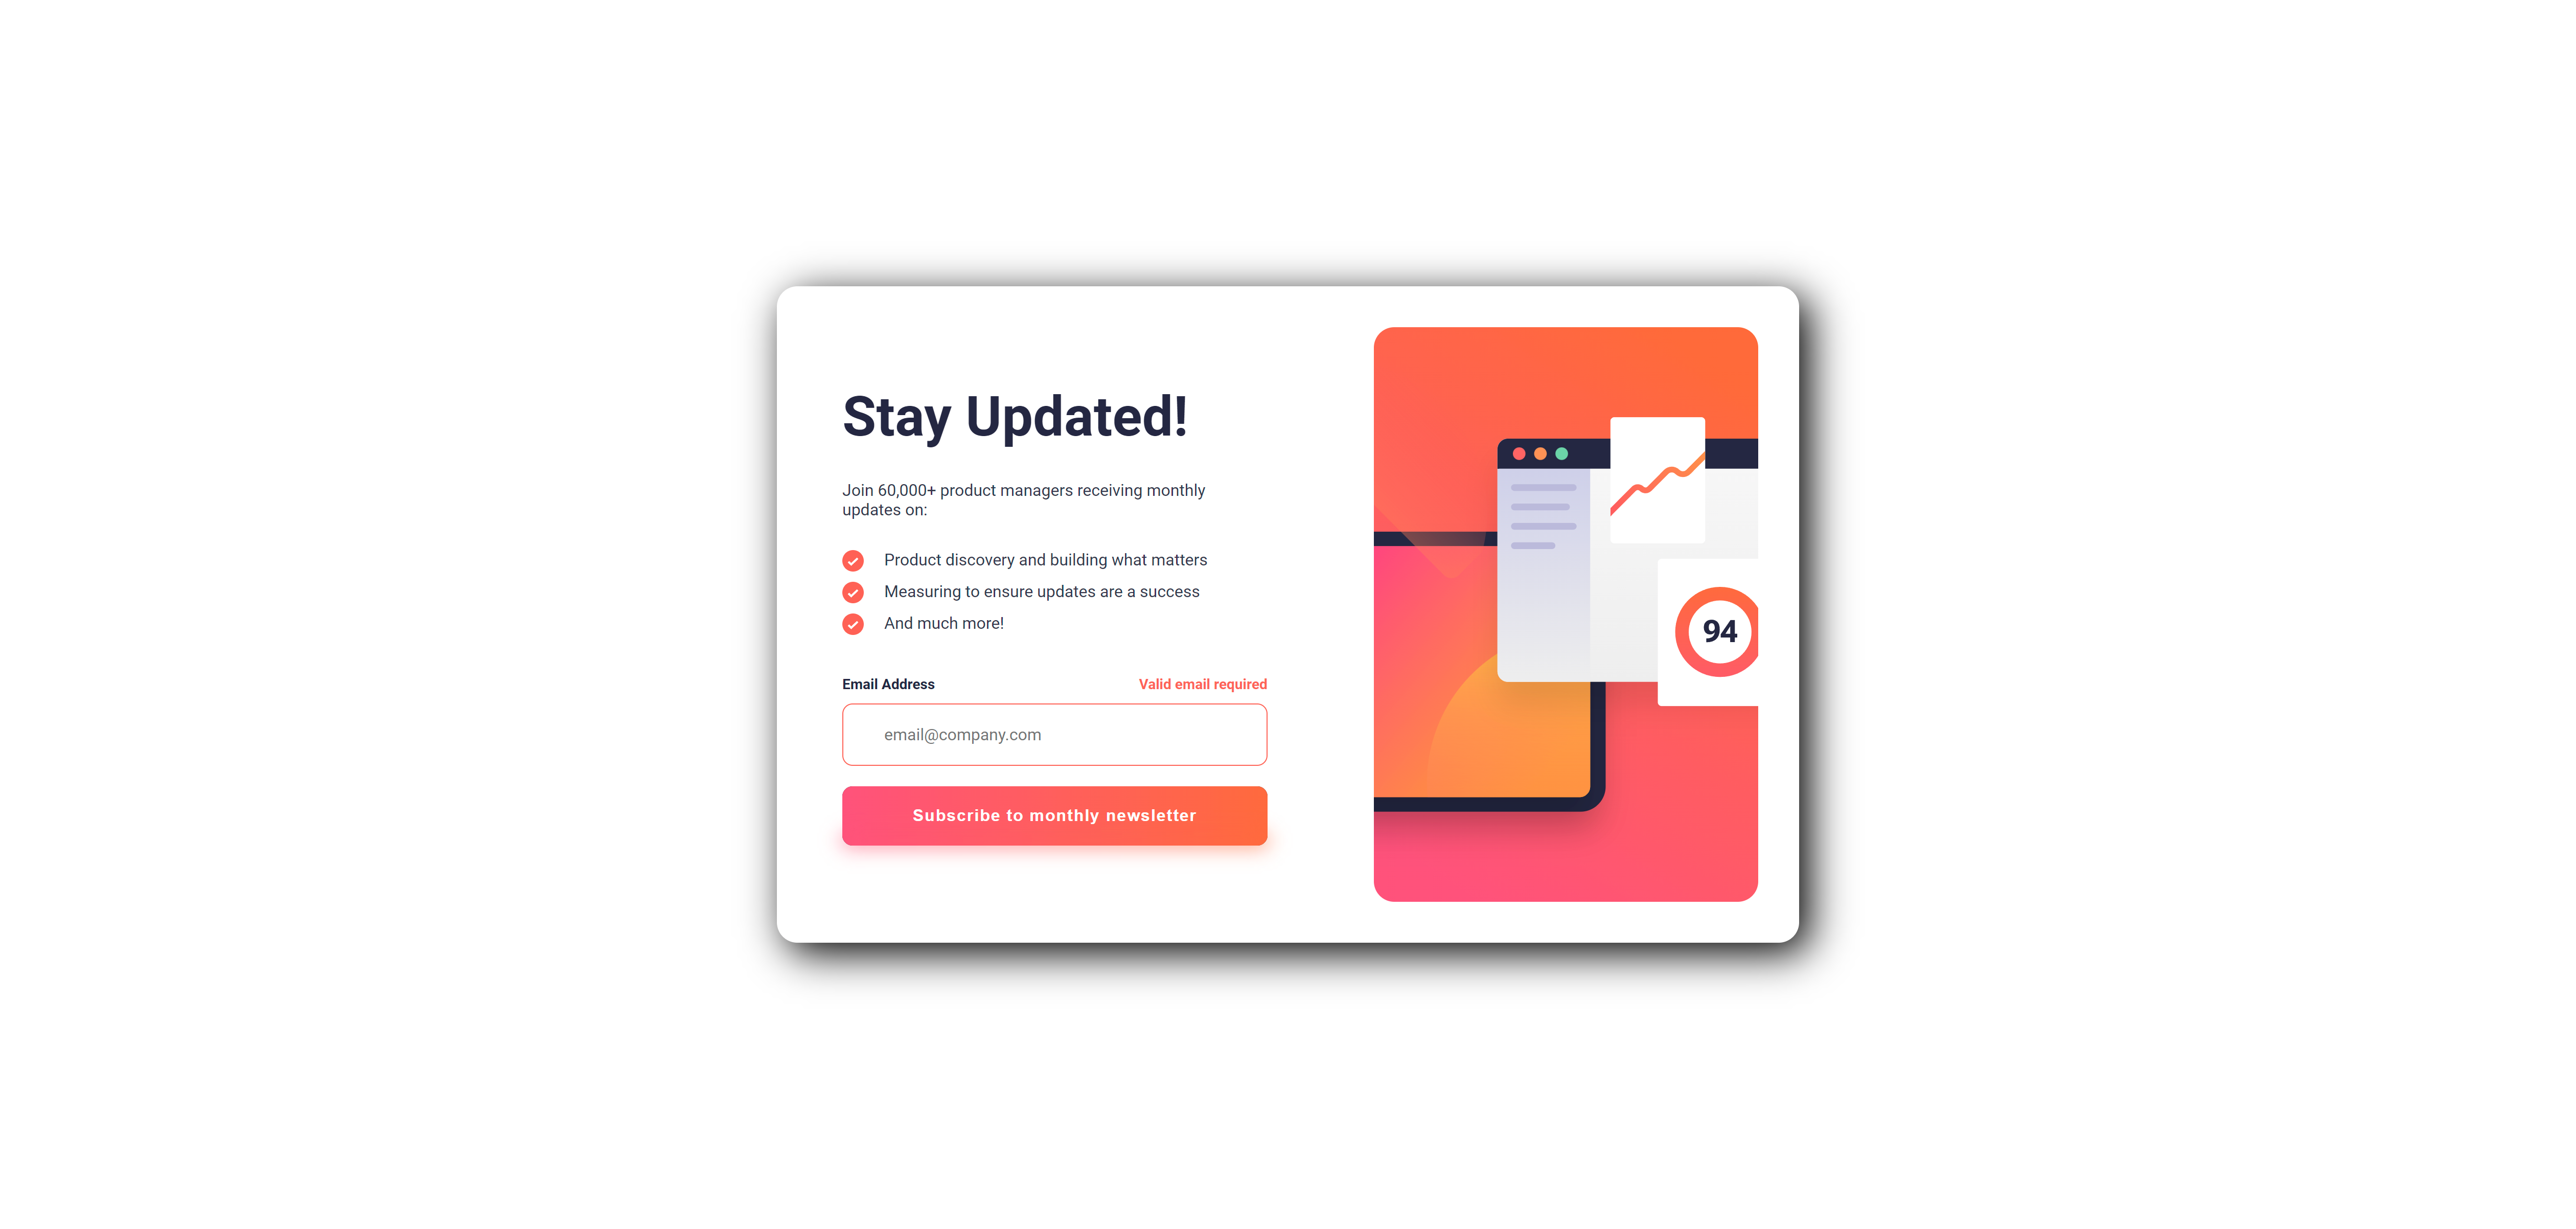 Stay Updated!
Join 60,000+ product managers receiving monthly
updates on:
Product discovery and building what matters
Measuring to ensure updates are a success
And much more!
Email Address
Valid email required
email@company.com
Subscribe to monthly newsletter
94